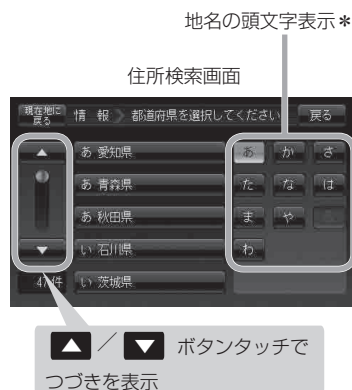 地名の頭文字表示*
住所検索画面
現在地に
戻る
情 報 都道府県を選択してください
戻る
▲
あ 愛知県
あ か さ
あ 青森県
た な は
あ 秋田県
ま や
▼
い 石川県
わ
47件
い 茨城県
▲/▼ ボタンタッチで
つづきを表示